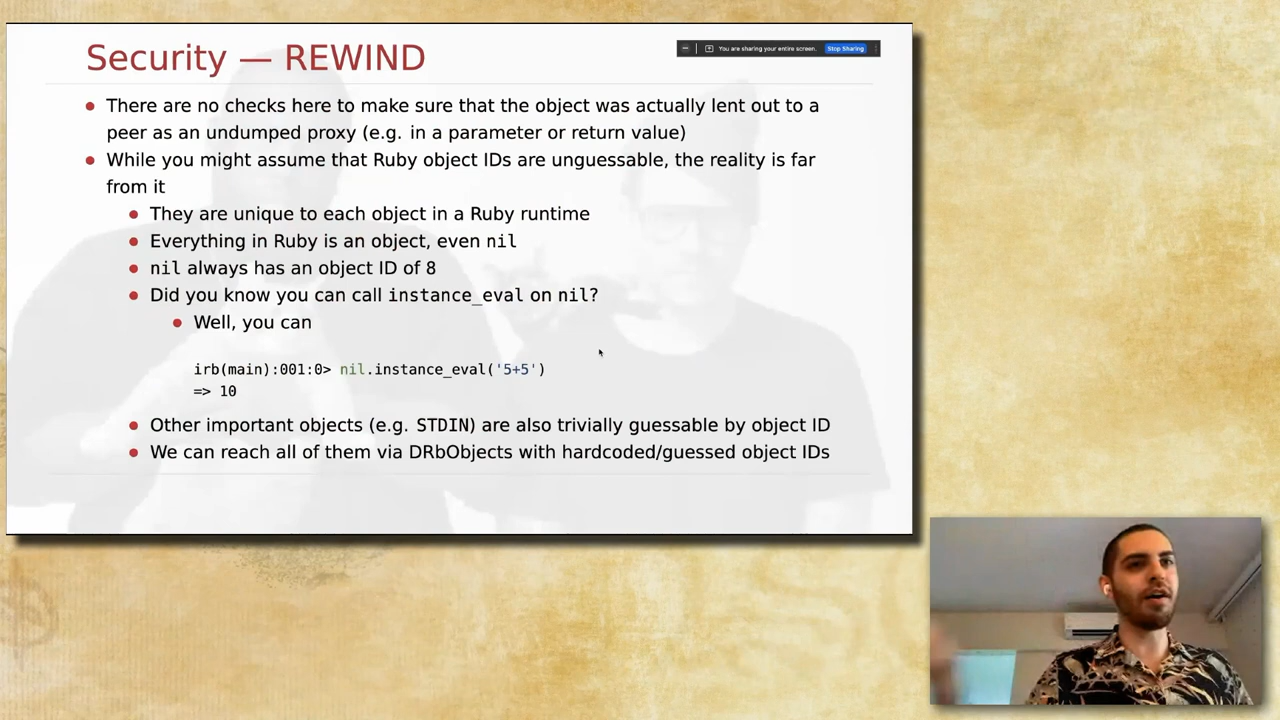 Security — REWIND
You are sharing your entire screen.
Stop Sharing
There are no checks here to make sure that the object was actually lent out to a
peer as an undumped proxy (e.g. in a parameter or return value)
While you might assume that Ruby object IDs are unguessable, the reality is far
from it
They are unique to each object in a Ruby runtime
Everything in Ruby is an object, even nil
nil always has an object ID of 8
Did you know you can call instance_eval on nil?
Well, you can
irb(main):001:0> nil.instance_eval('5+5')
=> 10
Other important objects (e.g. STDIN) are also trivially guessable by object ID
We can reach all of them via DRbObjects with hardcoded/guessed object IDs